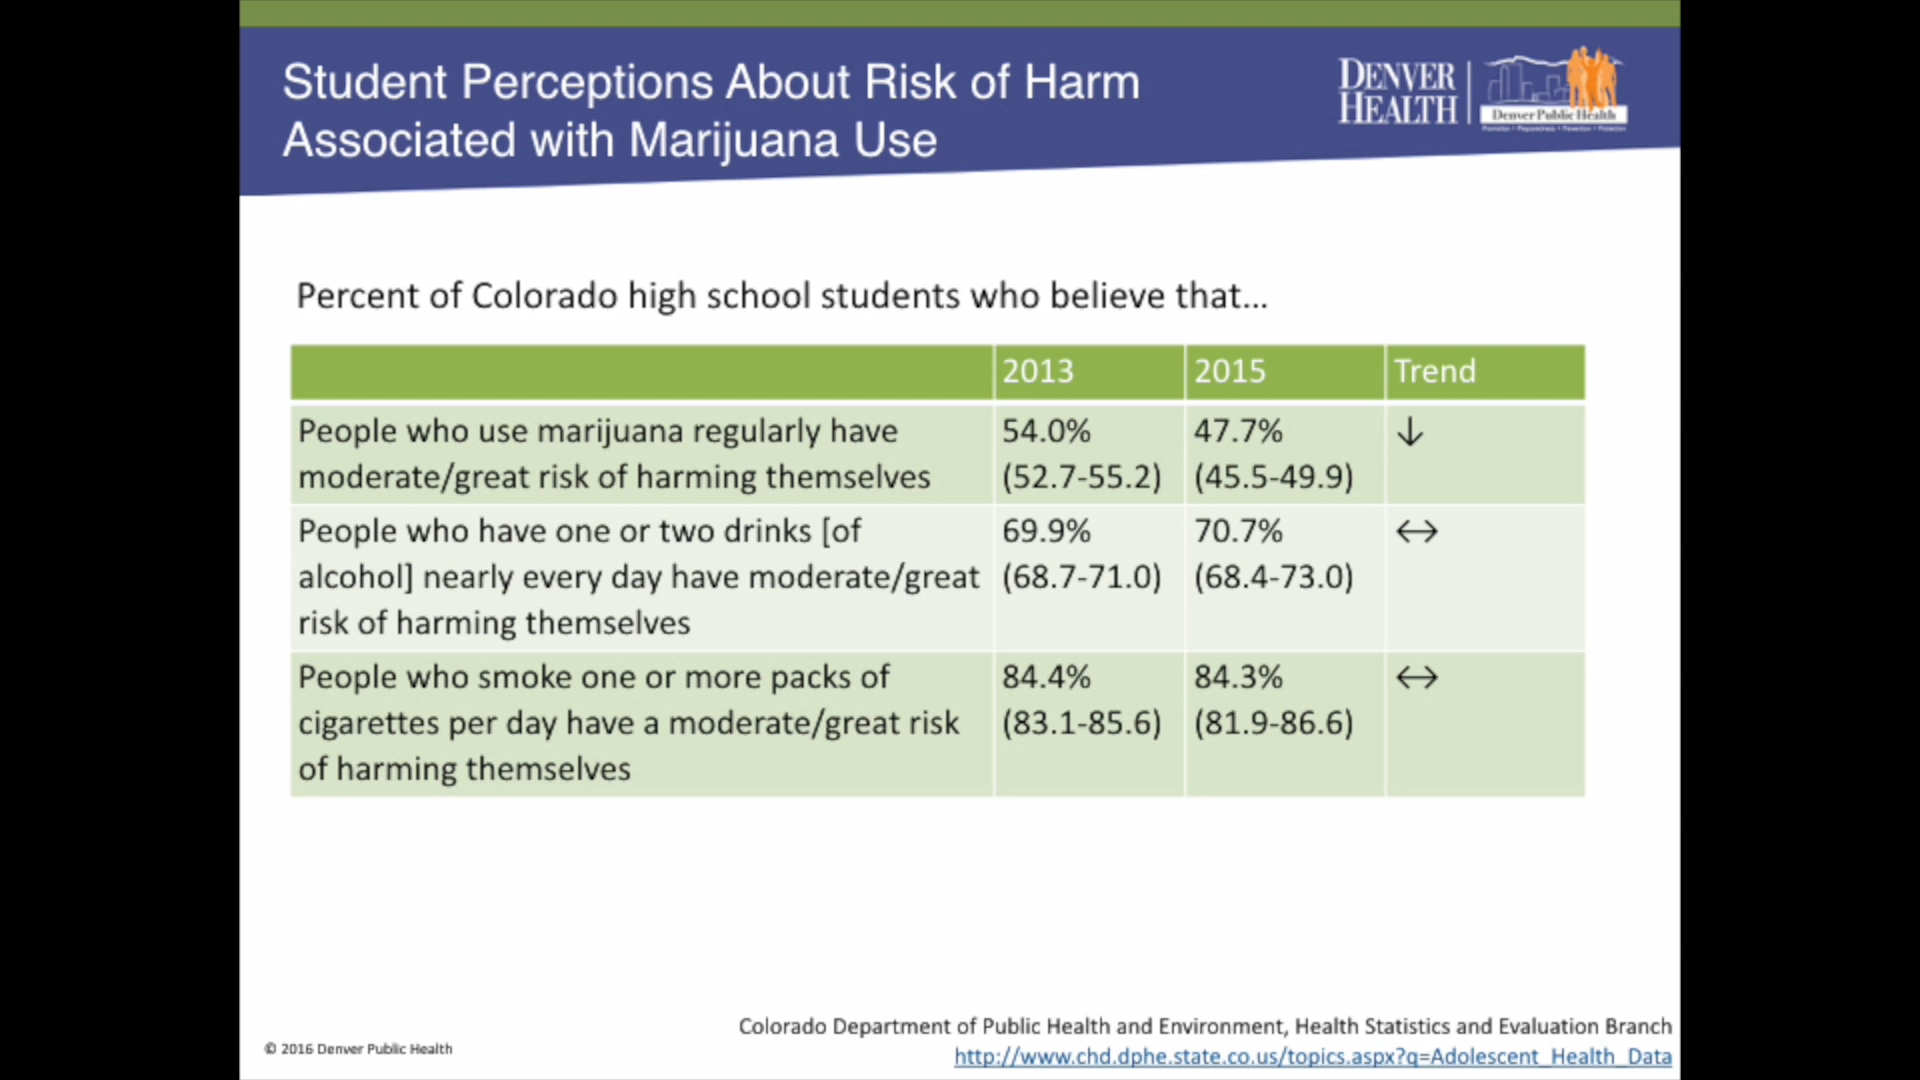 Student Perceptions About Risk of Harm
Associated with Marijuana Use
DENVER
HEALTH
Denver Public Health
Promotion • Preparedness • Prevention • Protection
Percent of Colorado high school students who believe that...
2013 2015 Trend
People who use marijuana regularly have 54.0% 47.7% ↓
moderate/great risk of harming themselves (52.7-55.2) (45.5-49.9)
People who have one or two drinks [of 69.9% 70.7% ↔
alcohol] nearly every day have moderate/great (68.7-71.0) (68.4-73.0)
risk of harming themselves
People who smoke one or more packs of 84.4% 84.3% ↔
cigarettes per day have a moderate/great risk (83.1-85.6) (81.9-86.6)
of harming themselves
Colorado Department of Public Health and Environment, Health Statistics and Evaluation Branch
© 2016 Denver Public Health
http://www.chd.dphe.state.co.us/topics.aspx?q=Adolescent_Health_Data